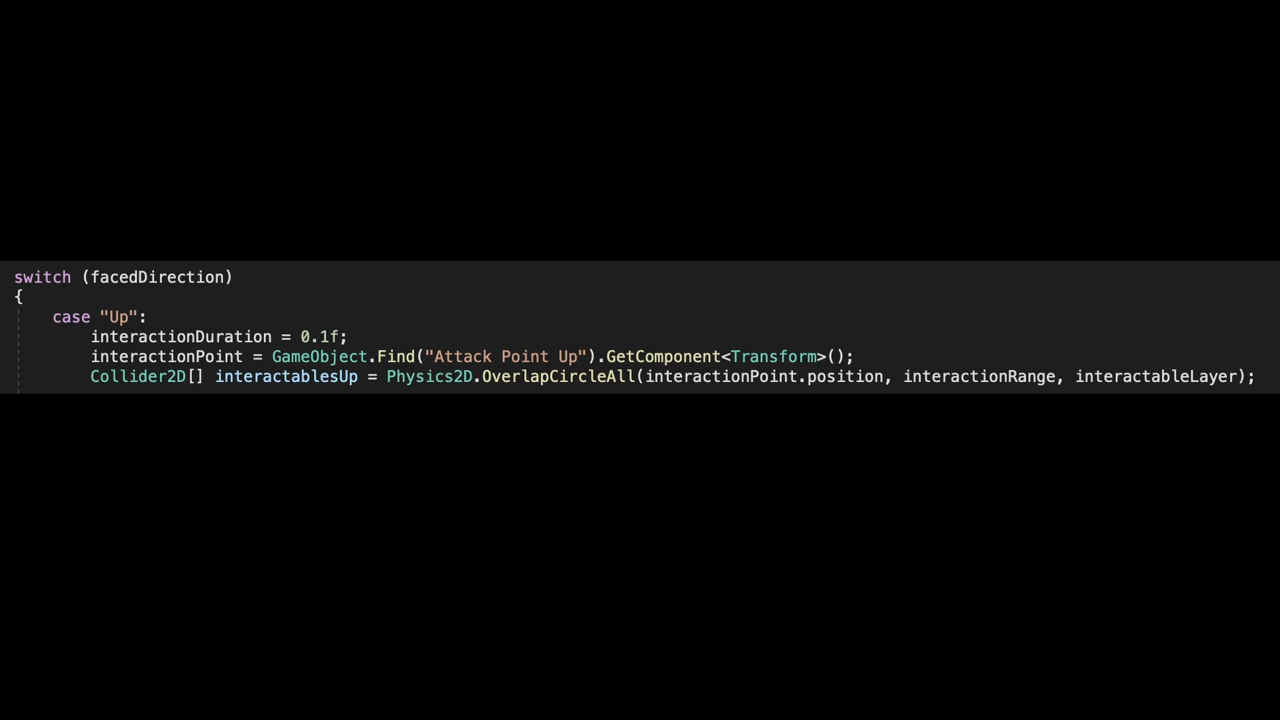 switch (facedDirection)
{
case "Up":
interactionDuration = 0.1f;
interactionPoint = GameObject.Find("Attack Point Up").GetComponent<Transform>();
Collider2D[] interactablesUp = Physics2D.OverlapCircleAll(interactionPoint.position, interactionRange, interactableLayer);